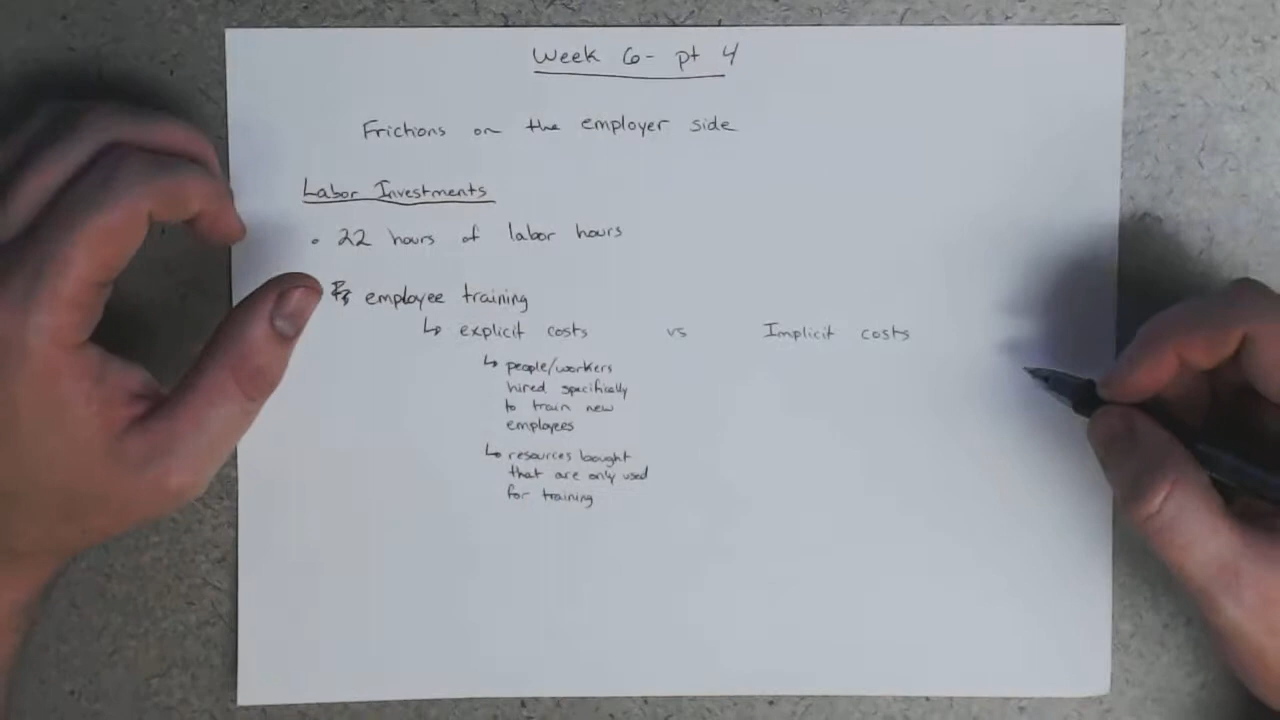 Week 6- pt 4
Frictions on the employer side
Labor Investments
• 22 hours of labor hours
employee training
↳ explicit costs vs Implicit costs
↳ people/workers
hired specifically
to train new
employees
↳ resources bought
that are only used
for training